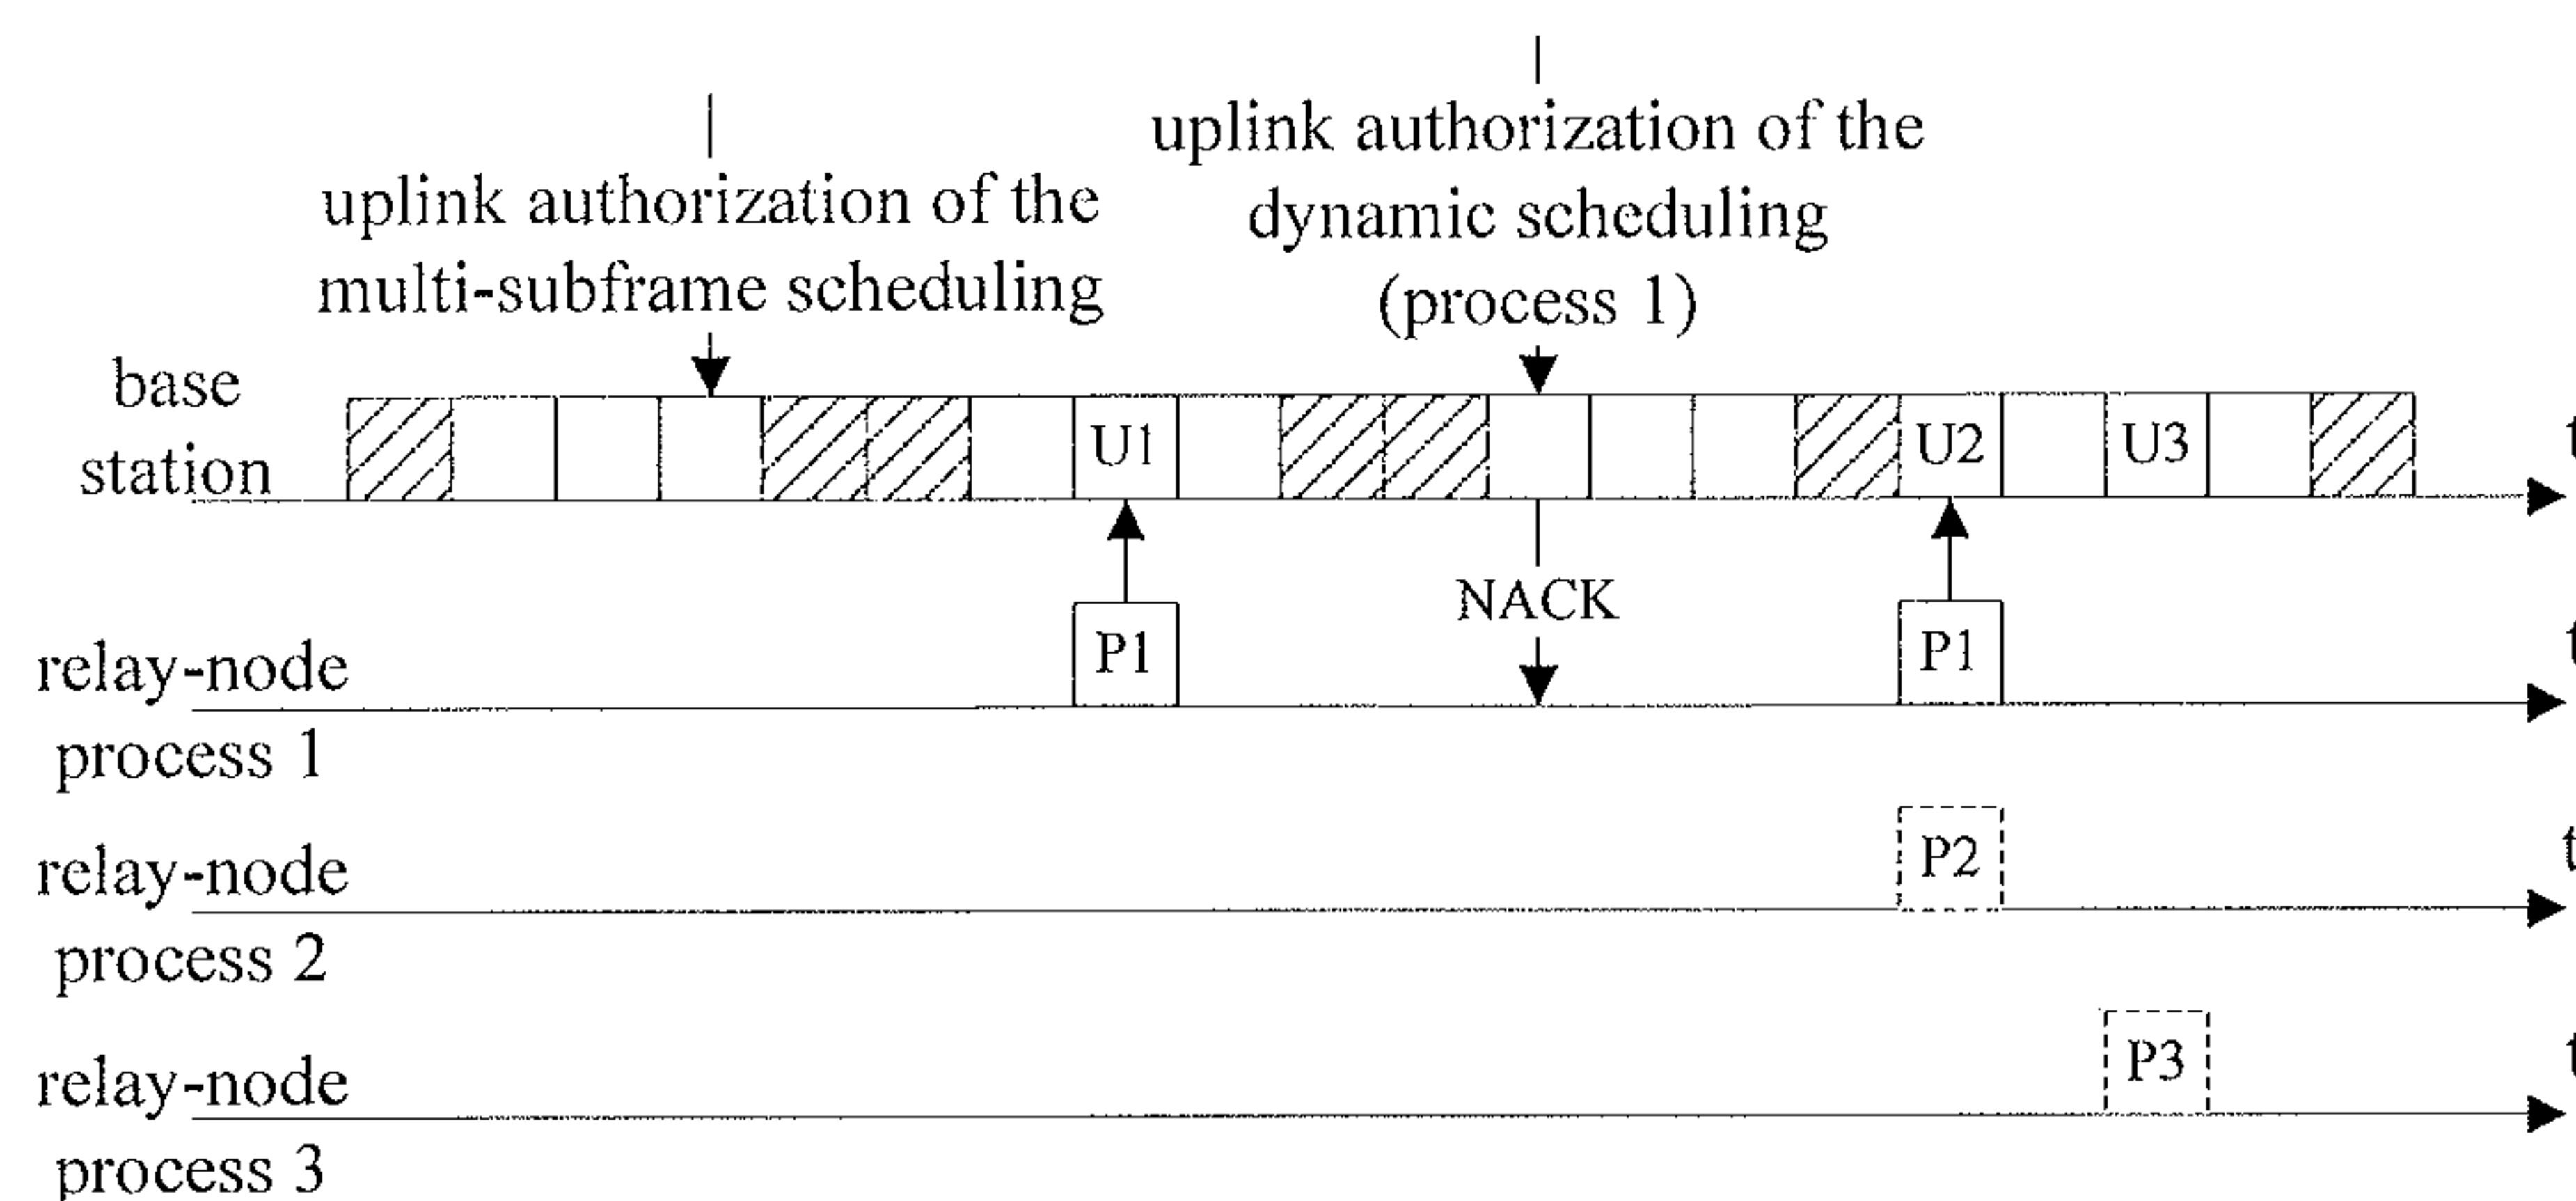 uplink authorization of the
dynamic scheduling
(process 1)
uplink authorization of the
multi-subframe scheduling
base
station
U1
U2
U3
t
NACK
relay-node
process 1
P1
P1
t
relay-node
process 2
P2
t
relay-node
process 3
P3
t